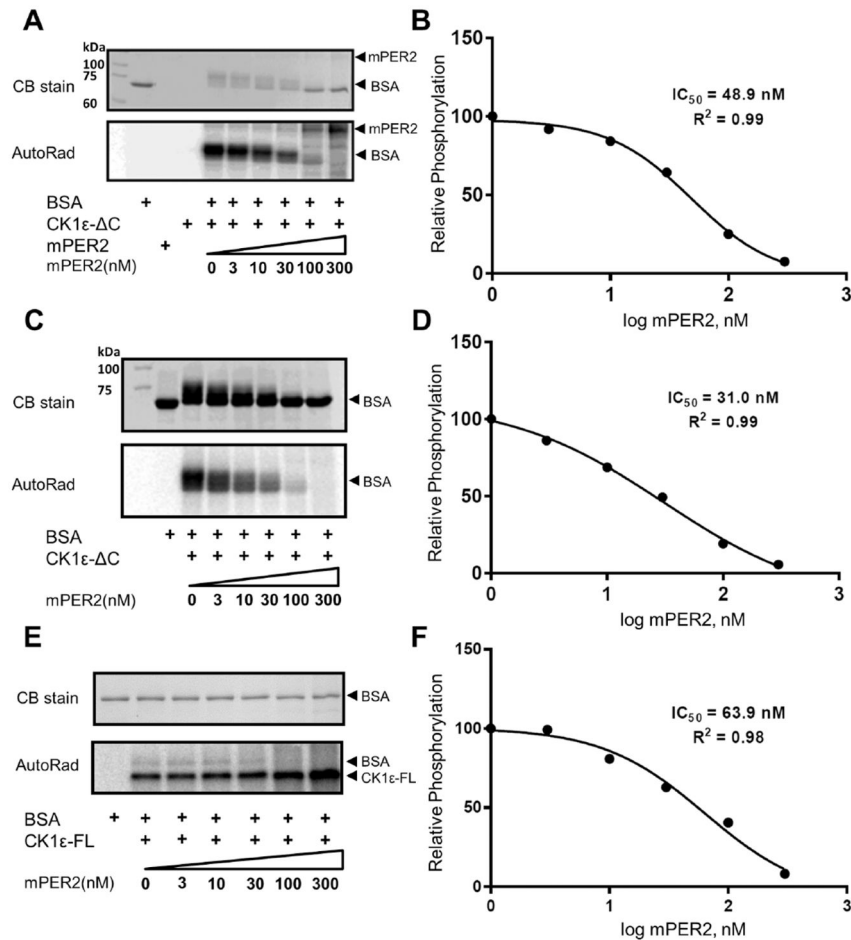 A
kDa
100
75
60
CB stain
mPER2
BSA
AutoRad
mPER2
BSA
BSA + + + + + + +
CK1ε-ΔC + + + + + + +
mPER2 +
mPER2(nM) 0 3 10 30 100 300
B
150
100
50
0
0 1 2 3
Relative Phosphorylation
log mPER2, nM
IC50 = 48.9 nM
R2 = 0.99
C
kDa
100
75
CB stain
BSA
AutoRad
BSA
BSA + + + + + + +
CK1ε-ΔC + + + + + +
mPER2(nM) 0 3 10 30 100 300
D
150
100
50
0
0 1 2 3
Relative Phosphorylation
log mPER2, nM
IC50 = 31.0 nM
R2 = 0.99
E
CB stain
BSA
AutoRad
BSA
CK1ε-FL
BSA + + + + + + +
CK1ε-FL + + + + + +
mPER2(nM) 0 3 10 30 100 300
F
150
100
50
0
0 1 2 3
Relative Phosphorylation
log mPER2, nM
IC50 = 63.9 nM
R2 = 0.98